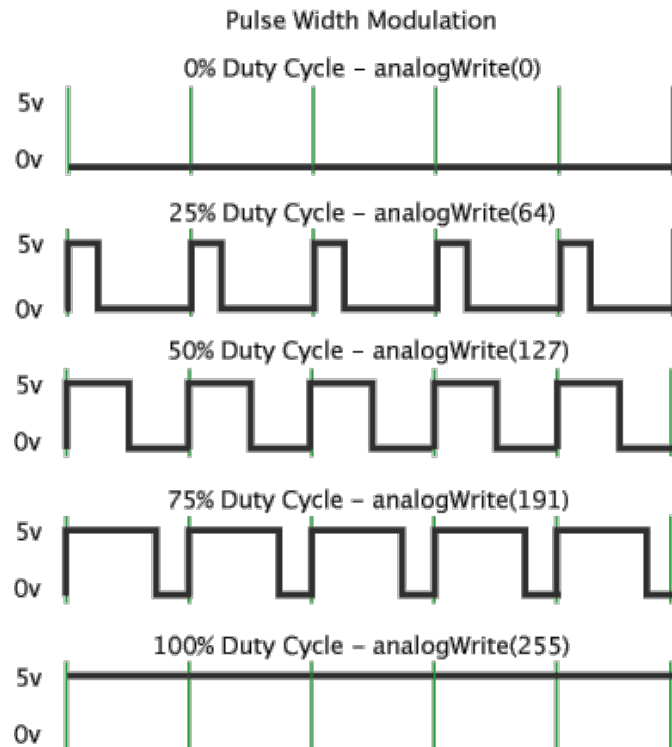 Pulse Width Modulation
0% Duty Cycle – analogWrite(0)
5v
0v
25% Duty Cycle – analogWrite(64)
5v
0v
50% Duty Cycle – analogWrite(127)
5v
0v
75% Duty Cycle – analogWrite(191)
5v
0v
100% Duty Cycle – analogWrite(255)
5v
0v